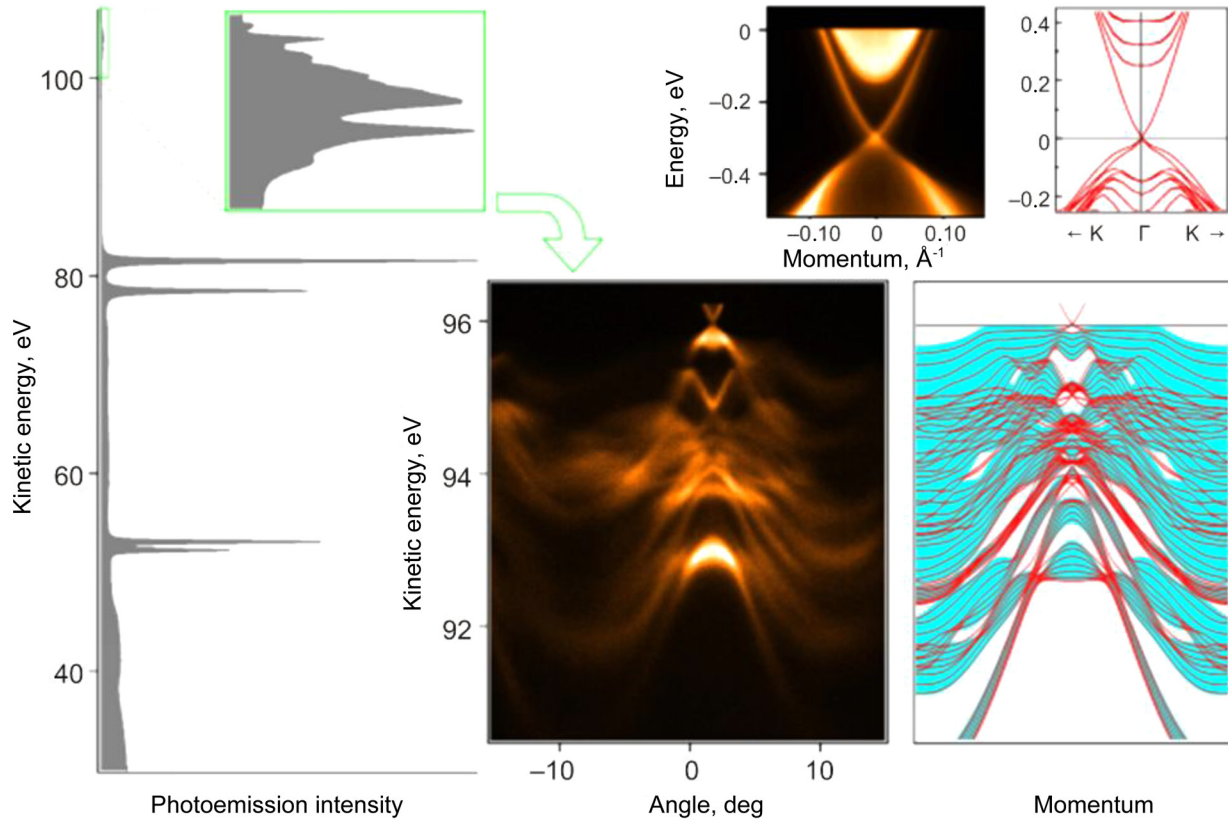 Kinetic energy, eV
100
80
60
40
Photoemission intensity
Energy, eV
0
−0.2
−0.4
−0.10
0
0.10
Momentum, Å-1
0.4
0.2
0
−0.2
← K
Γ
K →
Kinetic energy, eV
96
94
92
−10
0
10
Angle, deg
Momentum